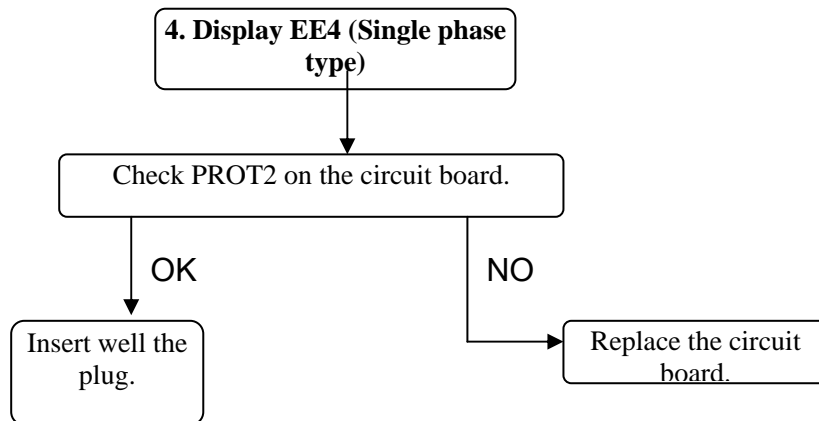 4. Display EE4 (Single phase
type)
Check PROT2 on the circuit board.
OK
NO
Insert well the
plug.
Replace the circuit
board.